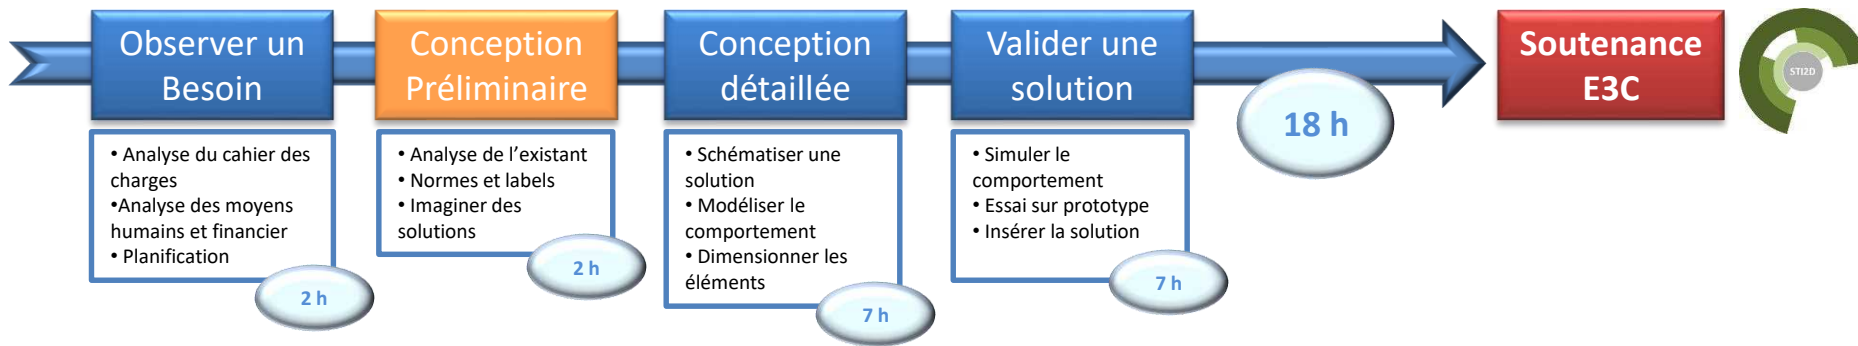 Observer un
Besoin
Conception
Préliminaire
Conception
détaillée
Valider une
solution
Soutenance
E3C
STI2D
18 h
• Analyse du cahier des
charges
•Analyse des moyens
humains et financier
• Planification
2 h
• Analyse de l’existant
• Normes et labels
• Imaginer des
solutions
2 h
• Schématiser une
solution
• Modéliser le
comportement
• Dimensionner les
éléments
7 h
• Simuler le
comportement
• Essai sur prototype
• Insérer la solution
7 h